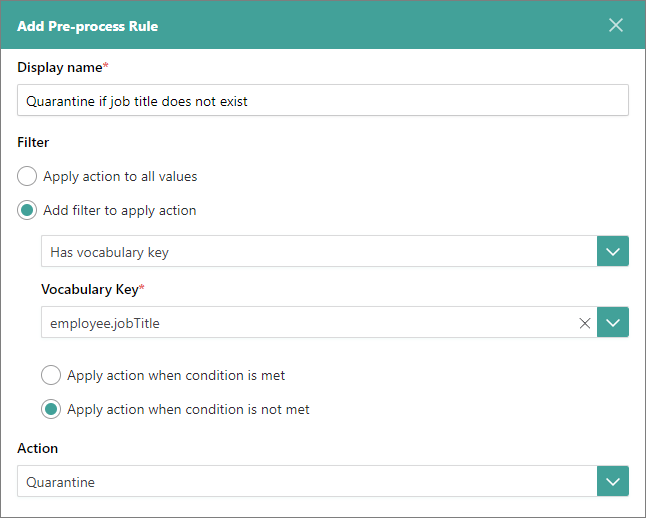 Add Pre-process Rule
Display name*
Quarantine if job title does not exist
Filter
Apply action to all values
Add filter to apply action
Has vocabulary key
Vocabulary Key*
employee.jobTitle
Apply action when condition is met
Apply action when condition is not met
Action
Quarantine